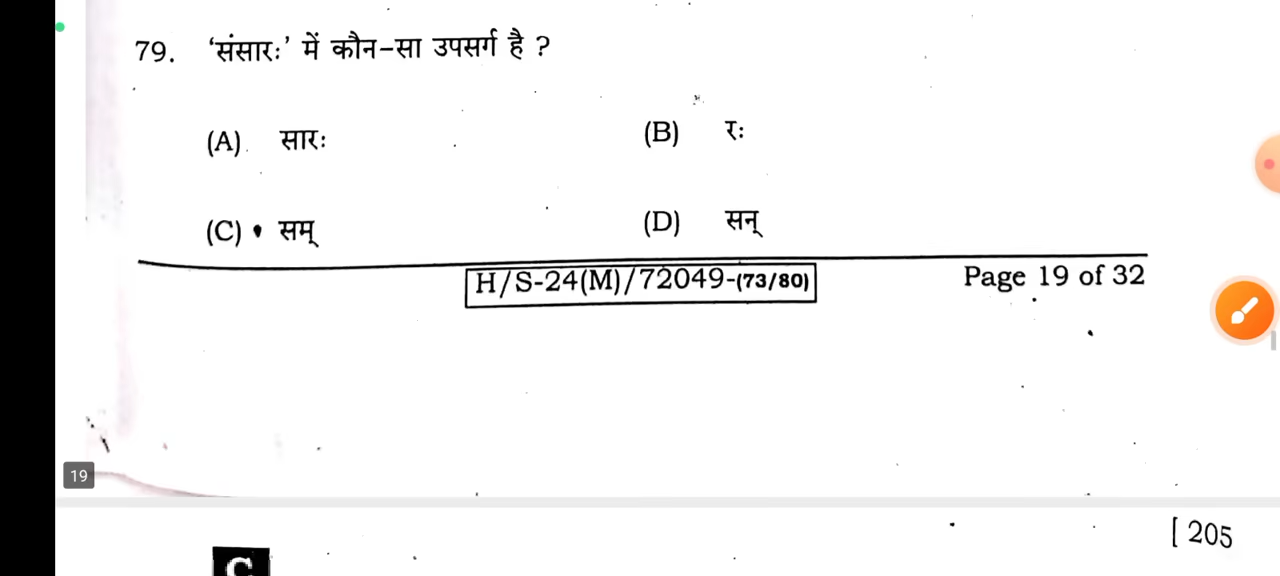 79. ‘संसारः’ में कौन-सा उपसर्ग है ?
(A) सारः
(B) रः
(C) सम्
(D) सन्
H/S-24(M)/72049-(73/80)
Page 19 of 32
19
[ 205
C